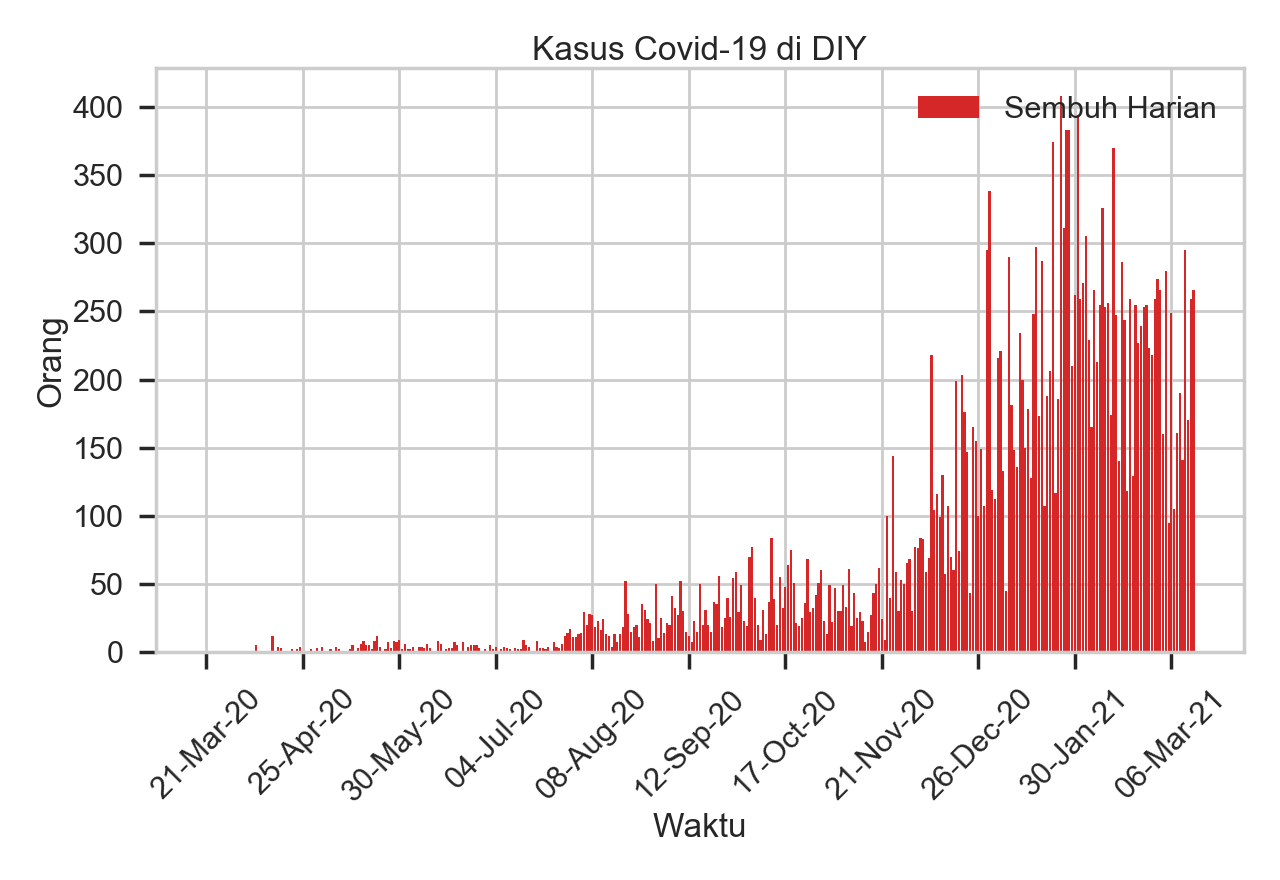 Kasus Covid-19 di DIY
Sembuh Harian
Orang
400
350
300
250
200
150
100
50
0
21-Mar-20
25-Apr-20
30-May-20
04-Jul-20
08-Aug-20
12-Sep-20
17-Oct-20
21-Nov-20
26-Dec-20
30-Jan-21
06-Mar-21
Waktu